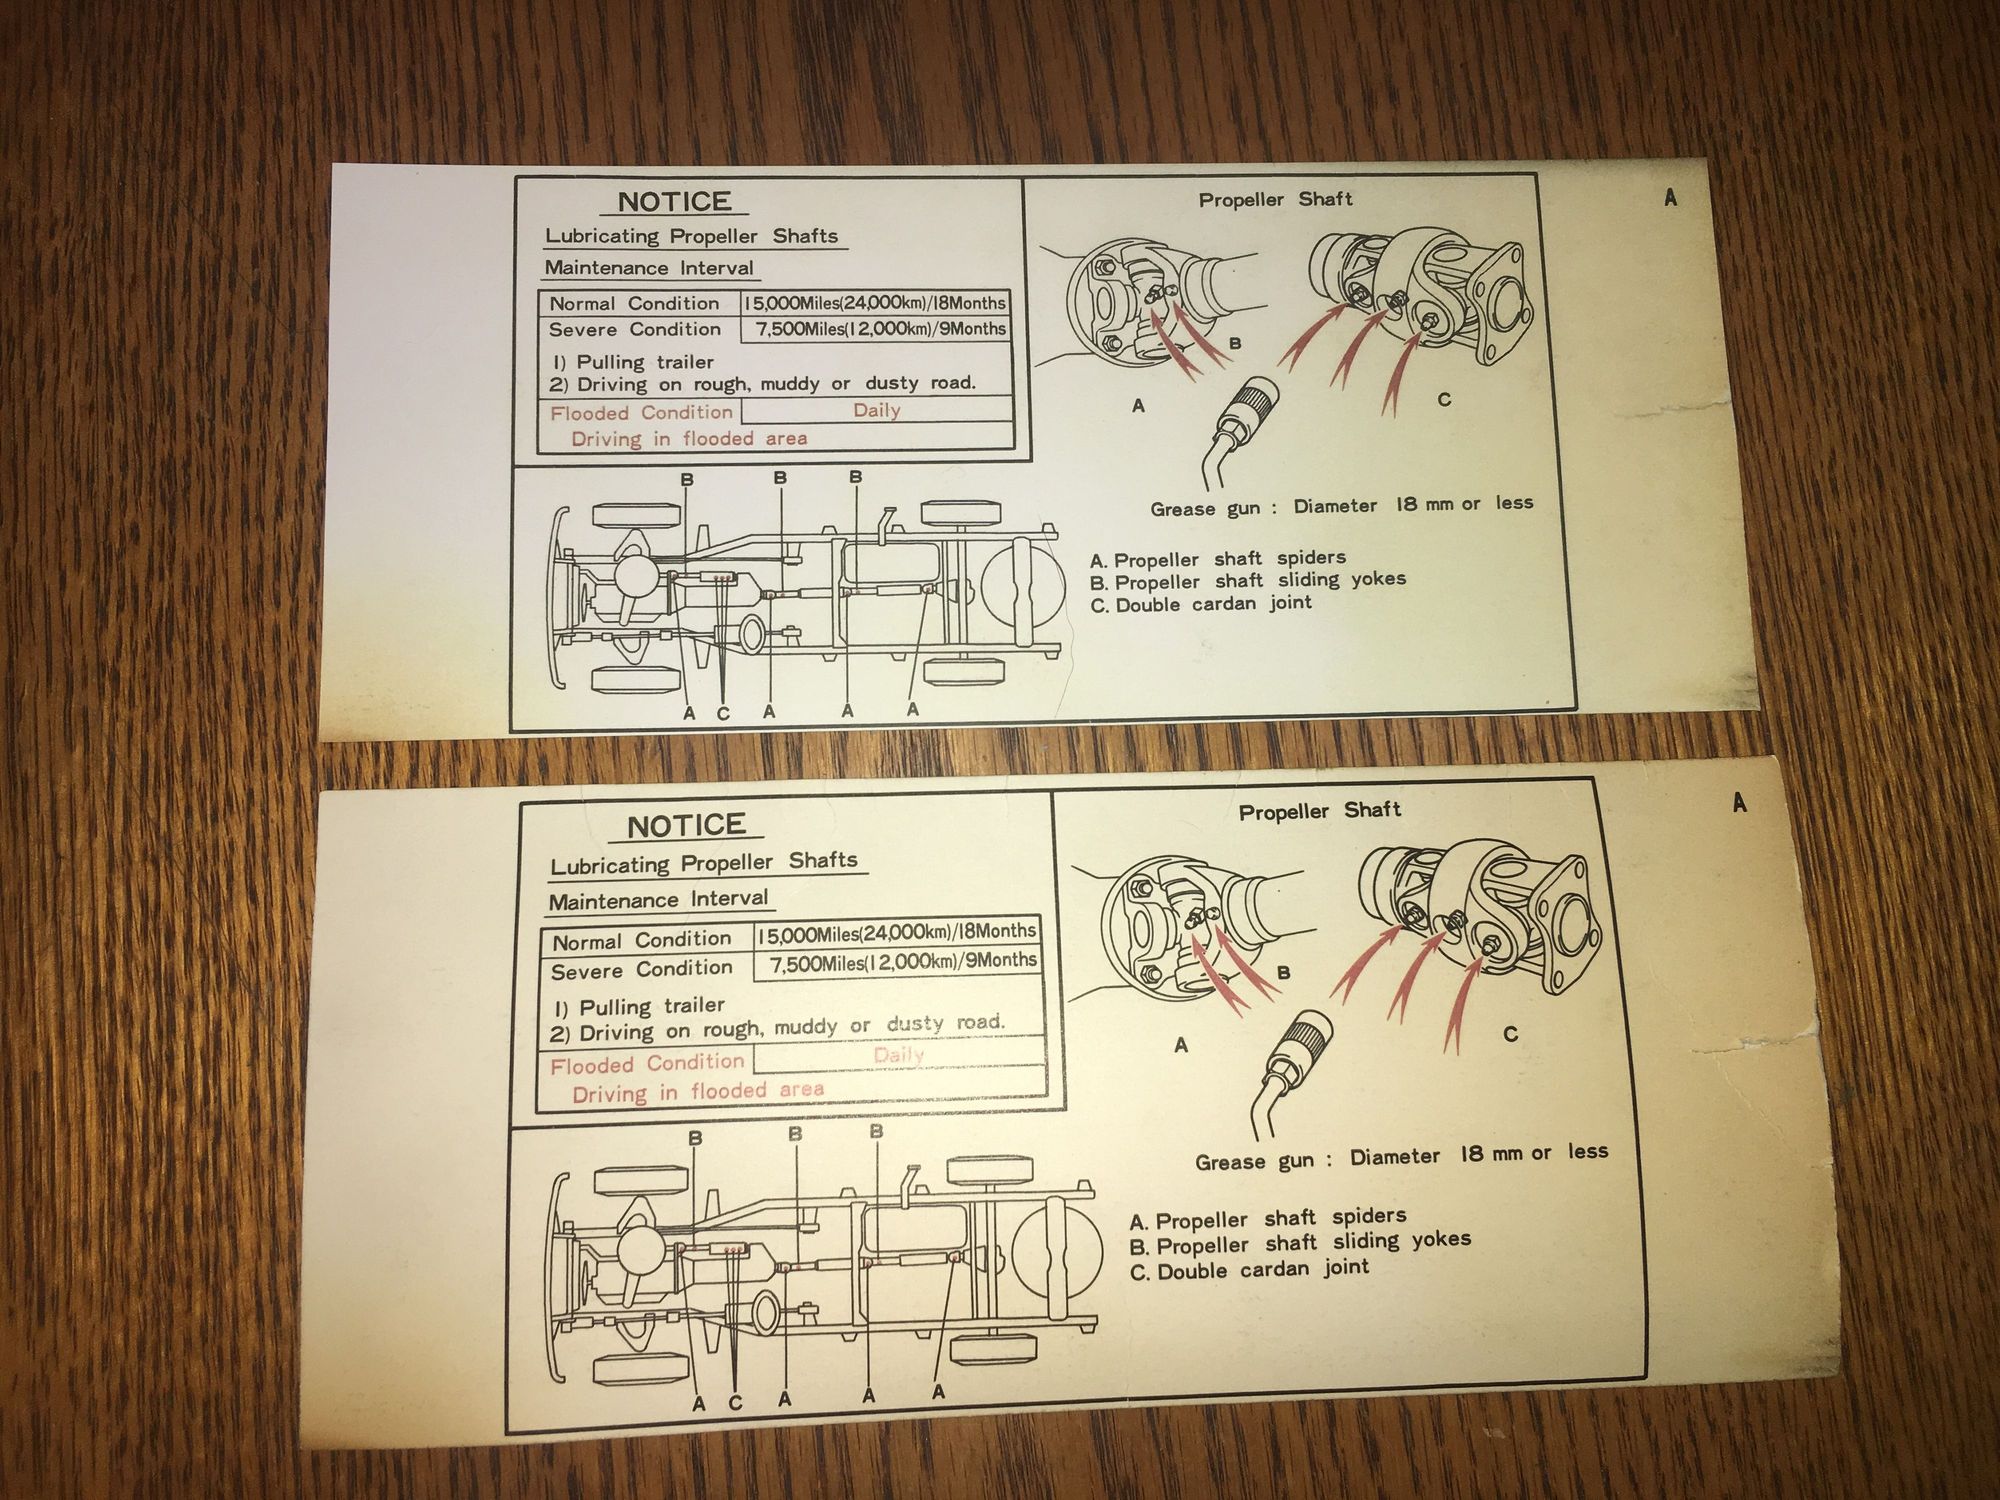 NOTICE
Lubricating Propeller Shafts
Maintenance Interval
Normal Condition 15,000Miles(24,000km)/18Months
Severe Condition 7,500Miles(12,000km)/9Months
1) Pulling trailer
2) Driving on rough, muddy or dusty road.
Flooded Condition Daily
Driving in flooded area
B B B
A C A A A
Propeller Shaft
A
B
A
C
Grease gun : Diameter 18 mm or less
A. Propeller shaft spiders
B. Propeller shaft sliding yokes
C. Double cardan joint
NOTICE
Lubricating Propeller Shafts
Maintenance Interval
Normal Condition 15,000Miles(24,000km)/18Months
Severe Condition 7,500Miles(12,000km)/9Months
1) Pulling trailer
2) Driving on rough, muddy or dusty road.
Flooded Condition Daily
Driving in flooded area
B B B
A C A A A
Propeller Shaft
A
B
A
C
Grease gun : Diameter 18 mm or less
A. Propeller shaft spiders
B. Propeller shaft sliding yokes
C. Double cardan joint